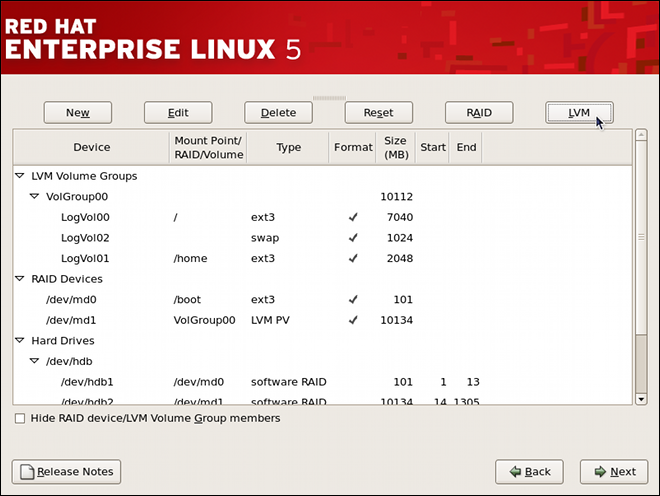 RED HAT
ENTERPRISE LINUX 5
New Edit Delete Reset RAID LVM
Device Mount Point/ RAID/Volume Type Format Size (MB) Start End
LVM Volume Groups
VolGroup00 10112
LogVol00 / ext3 7040
LogVol02 swap 1024
LogVol01 /home ext3 2048
RAID Devices
/dev/md0 /boot ext3 101
/dev/md1 VolGroup00 LVM PV 10134
Hard Drives
/dev/hdb
/dev/hdb1 /dev/md0 software RAID 101 1 13
/dev/hdb2 /dev/md1 software RAID 10134 14 1305
Hide RAID device/LVM Volume Group members
Release Notes Back Next